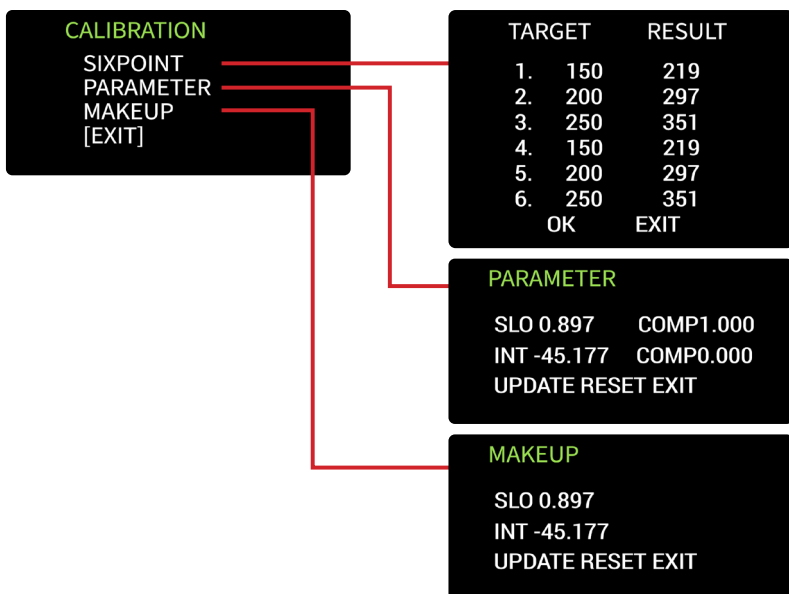 CALIBRATION
SIXPOINT
PARAMETER
MAKEUP
[EXIT]
TARGET RESULT
1. 150 219
2. 200 297
3. 250 351
4. 150 219
5. 200 297
6. 250 351
OK EXIT
PARAMETER
SLO 0.897 COMP1.000
INT -45.177 COMP0.000
UPDATE RESET EXIT
MAKEUP
SLO 0.897
INT -45.177
UPDATE RESET EXIT